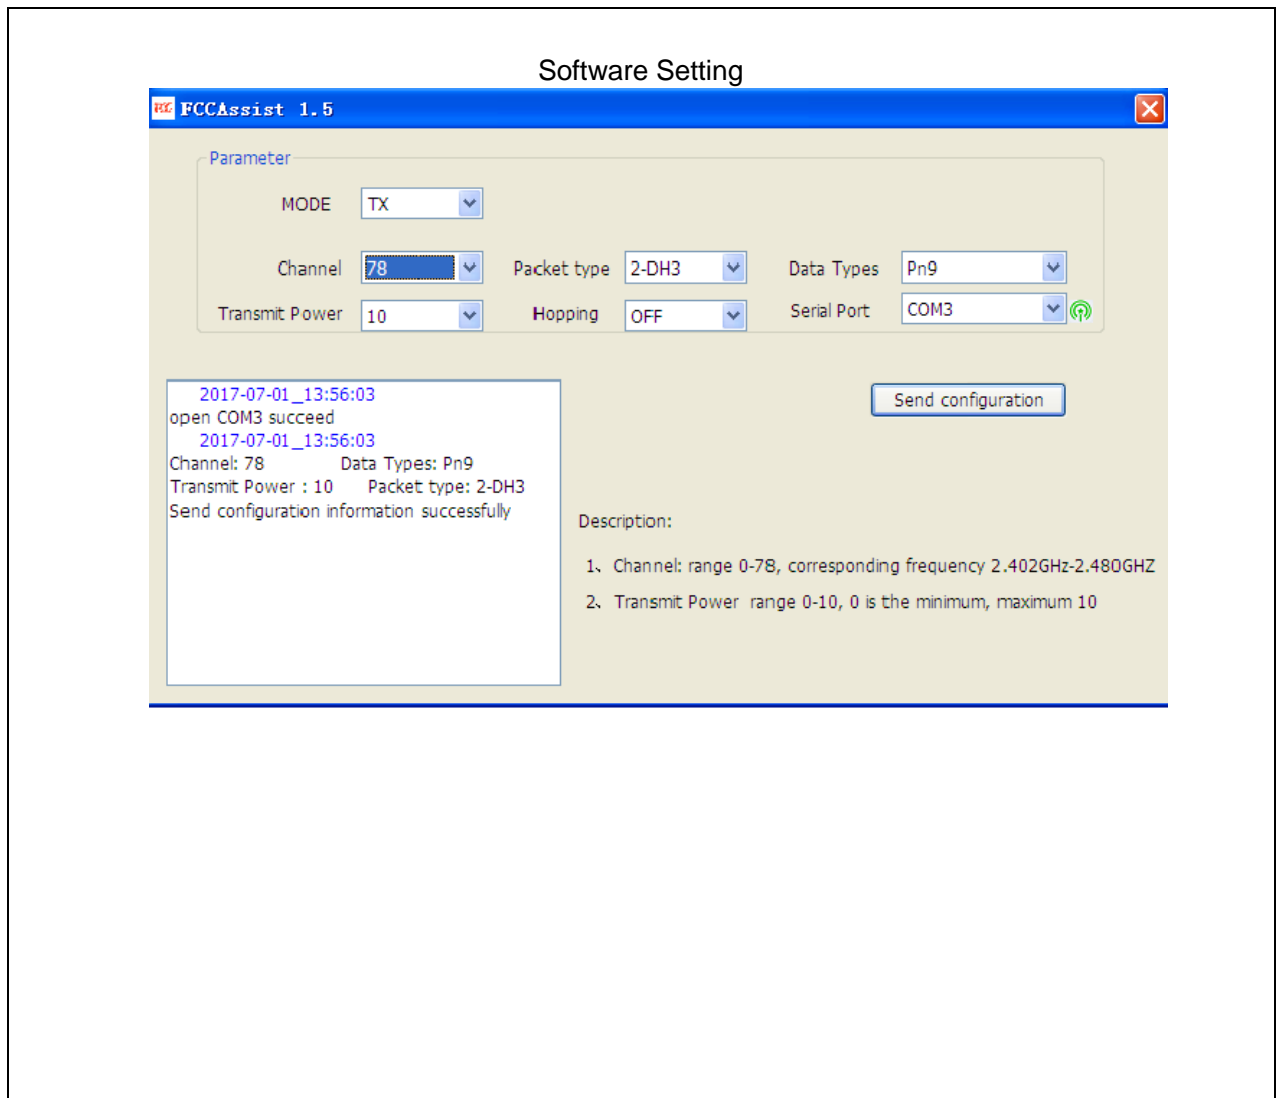 Software Setting
FCCAssist 1.5
Parameter
MODE TX
Channel 78 Packet type 2-DH3 Data Types Pn9
Transmit Power 10 Hopping OFF Serial Port COM3
2017-07-01_13:56:03
open COM3 succeed
2017-07-01_13:56:03
Channel: 78 Data Types: Pn9
Transmit Power : 10 Packet type: 2-DH3
Send configuration information successfully
Send configuration
Description:
1、Channel: range 0-78, corresponding frequency 2.402GHz-2.480GHZ
2、Transmit Power range 0-10, 0 is the minimum, maximum 10